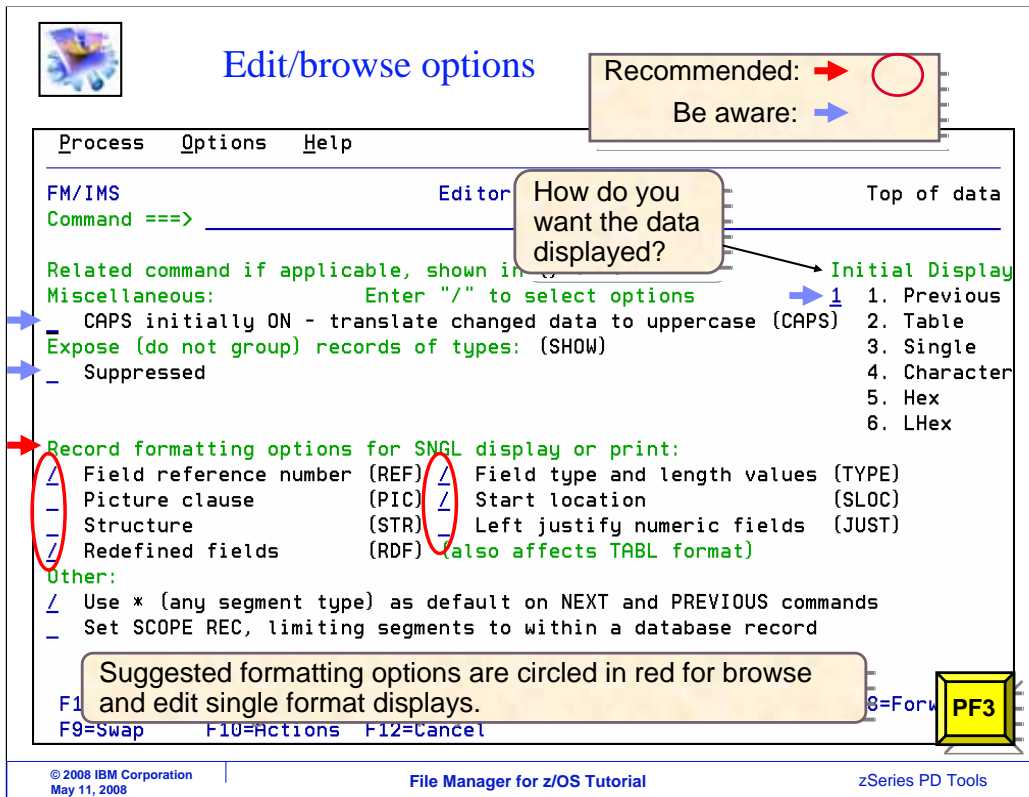 Edit/browse options
Recommended:
Be aware:
Process Options Help
FM/IMS Editor Top of data
Command ===>
How do you
want the data
displayed?
Related command if applicable, shown in Initial Display
Miscellaneous: Enter "/" to select options 1 1. Previous
_ CAPS initially ON - translate changed data to uppercase (CAPS) 2. Table
Expose (do not group) records of types: (SHOW) 3. Single
_ Suppressed 4. Character
5. Hex
6. LHex
Record formatting options for SNGL display or print:
/ Field reference number (REF) / Field type and length values (TYPE)
_ Picture clause (PIC) / Start location (SLOC)
_ Structure (STR) _ Left justify numeric fields (JUST)
/ Redefined fields (RDF) (also affects TABL format)
Other:
/ Use * (any segment type) as default on NEXT and PREVIOUS commands
_ Set SCOPE REC, limiting segments to within a database record
Suggested formatting options are circled in red for browse
and edit single format displays.
F1 8=Forw
PF3
F9=Swap F10=Actions F12=Cancel
© 2008 IBM Corporation
May 11, 2008
File Manager for z/OS Tutorial
zSeries PD Tools